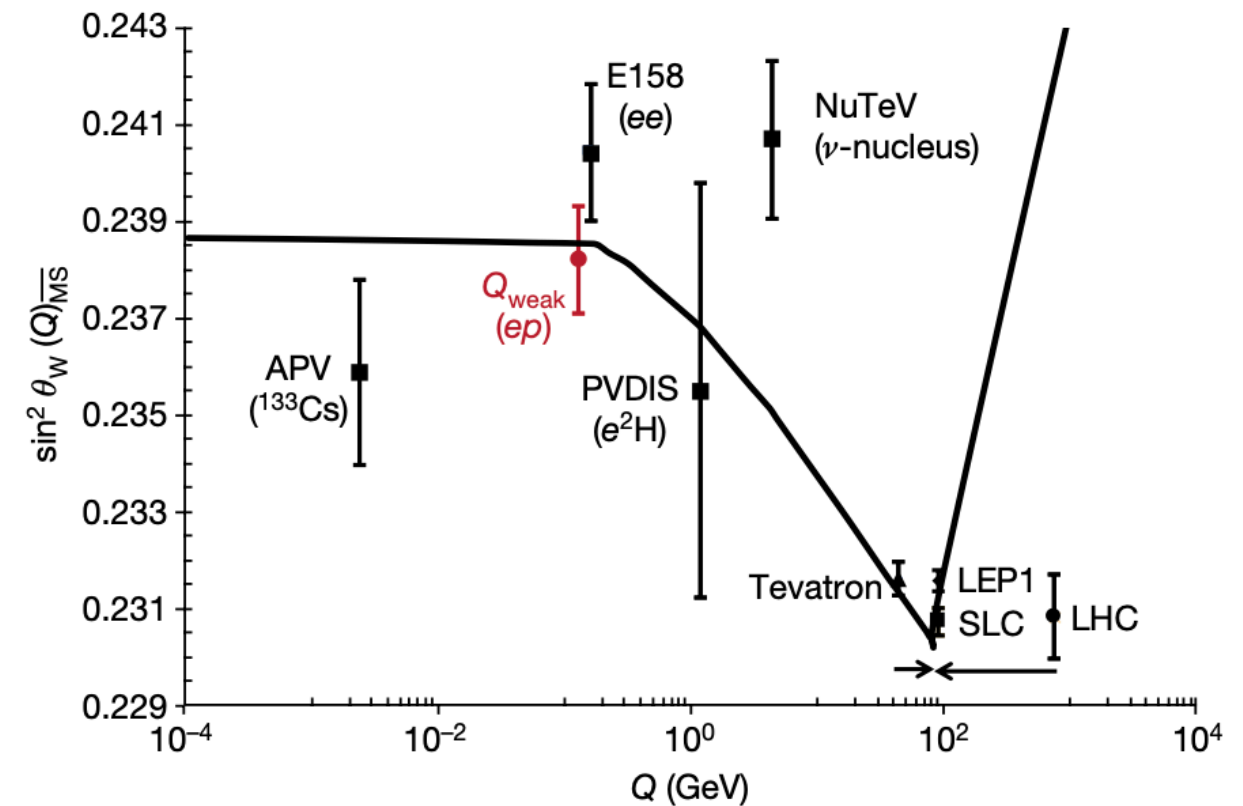 0.243
0.241
0.239
0.237
0.235
0.233
0.231
0.229
sin² θ_W (Q)_MS̅
E158
(ee)
NuTeV
(ν-nucleus)
Q_weak
(ep)
APV
(¹³³Cs)
PVDIS
(e²H)
Tevatron
LEP1
SLC
LHC
10⁻⁴
10⁻²
10⁰
10²
10⁴
Q (GeV)